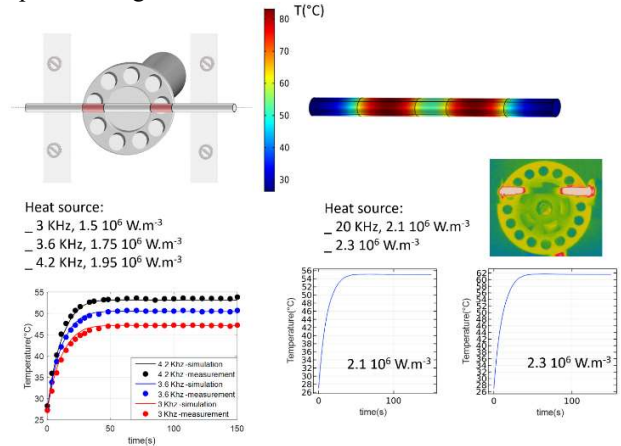 T(°C)
80
70
60
50
40
30
Heat source:
_ 3 KHz, 1.5 10⁶ W.m⁻³
_ 3.6 KHz, 1.75 10⁶ W.m⁻³
_ 4.2 KHz, 1.95 10⁶ W.m⁻³
Heat source:
_ 20 KHz, 2.1 10⁶ W.m⁻³
_ 2.3 10⁶ W.m⁻³
Temperature(°C)
55
50
45
40
35
30
25
4.2 Khz-simulation
4.2 Khz-measurement
3.6 Khz-simulation
3.6 Khz-measurement
3 Khz-simulation
3 Khz-measurement
0 50 100 150
time(s)
Temperature(°C)
56
54
52
50
48
46
44
42
40
38
36
34
32
30
28
26
2.1 10⁶ W.m⁻³
0 100
time(s)
Temperature(°C)
62
60
58
56
54
52
50
48
46
44
42
40
38
36
34
32
30
28
26
2.3 10⁶ W.m⁻³
0 100
time(s)